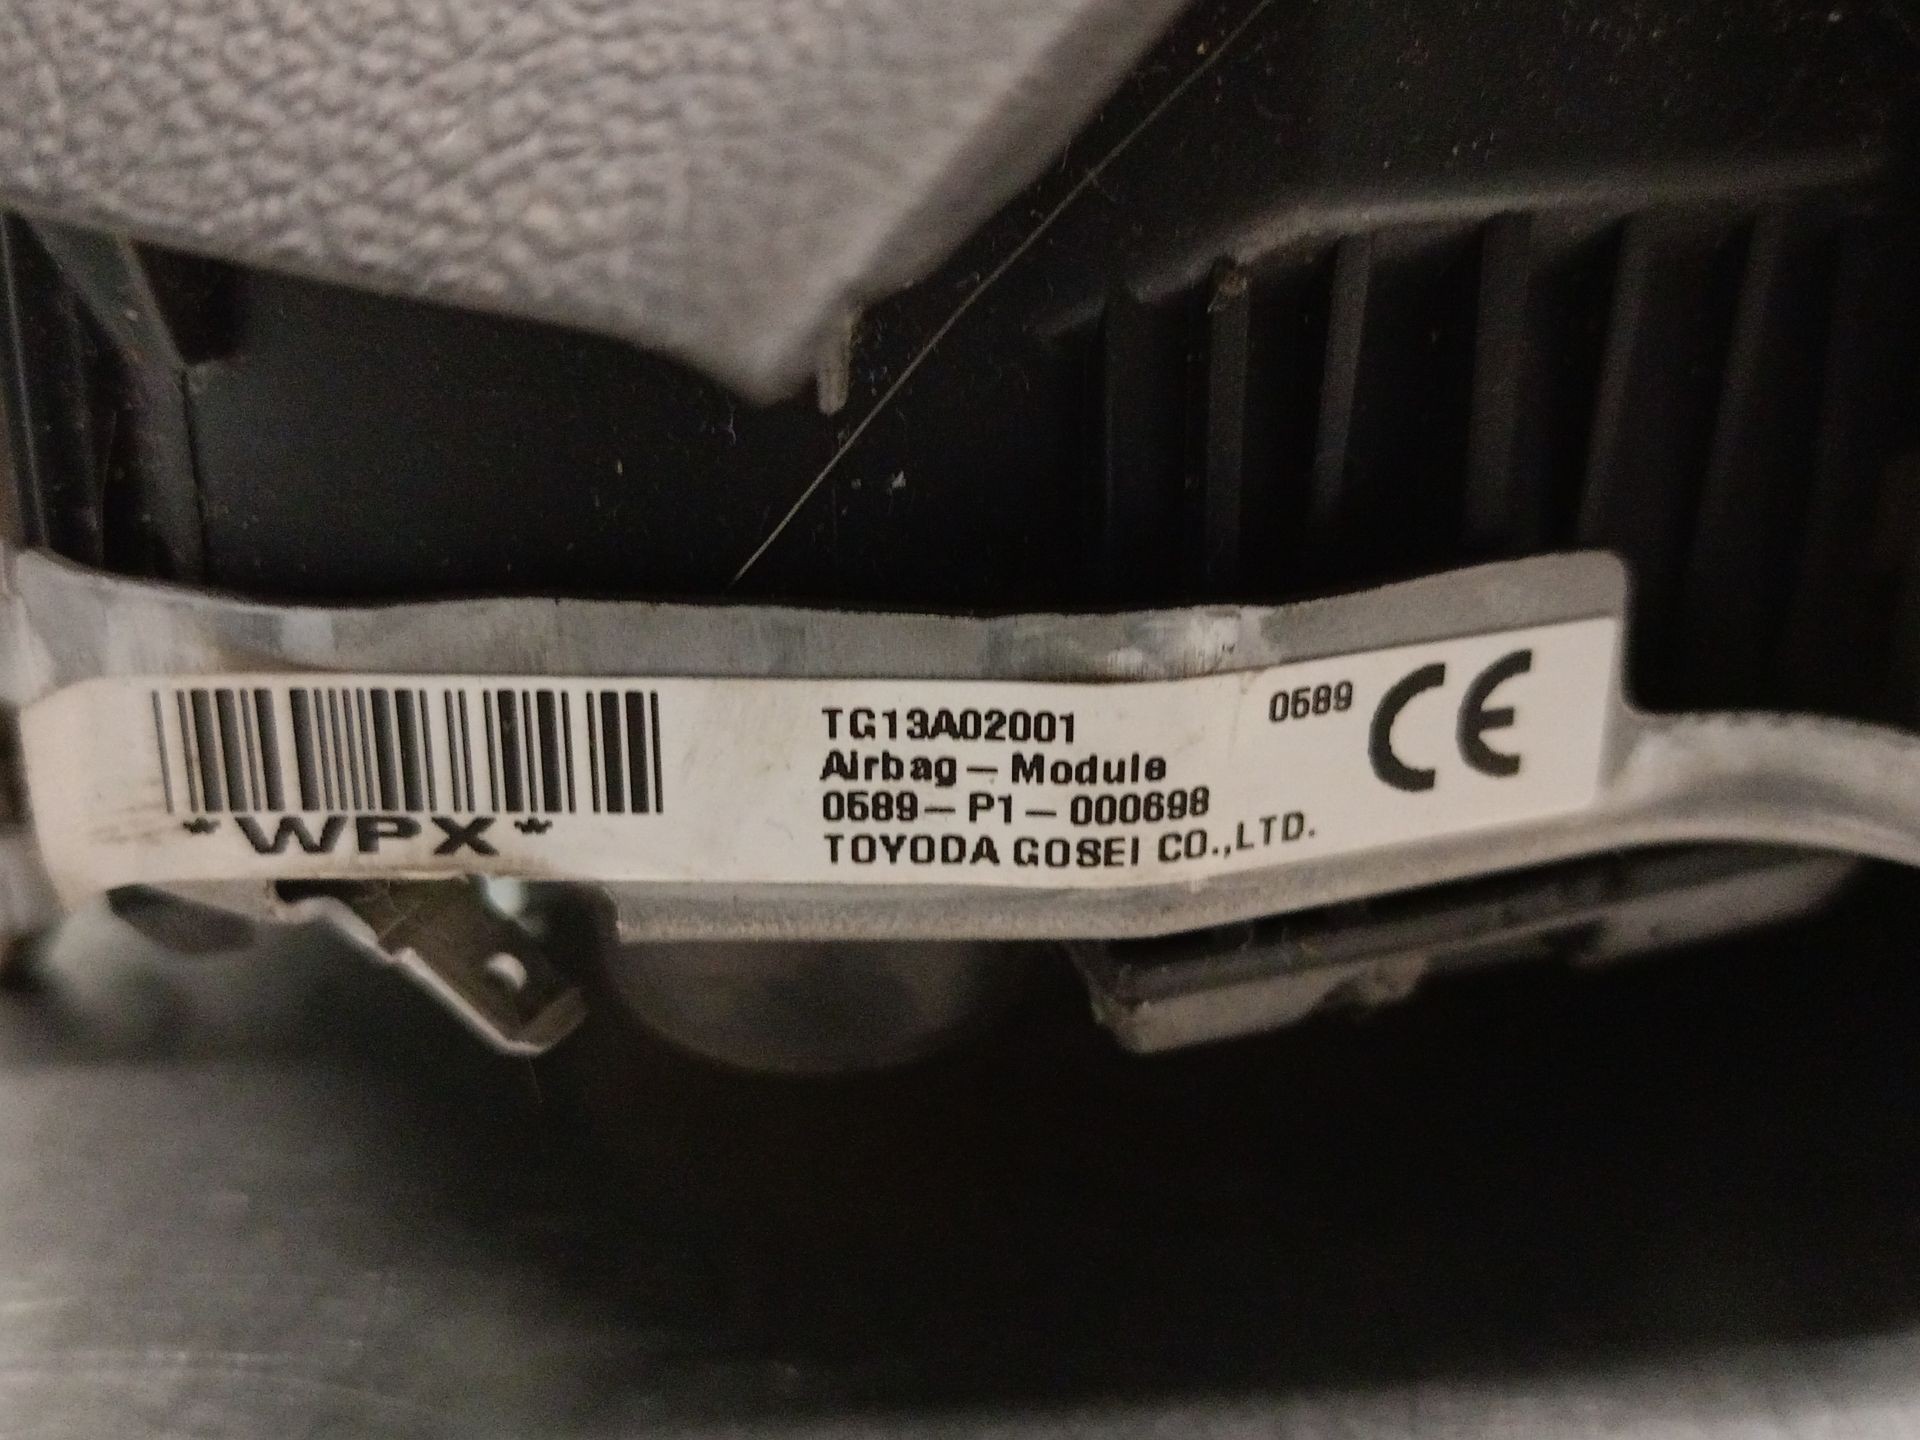 TG13A02001
Airbag-Module
0589-P1-000698
TOYODA GOSEI CO.,LTD.
0589
CE
*WPX*